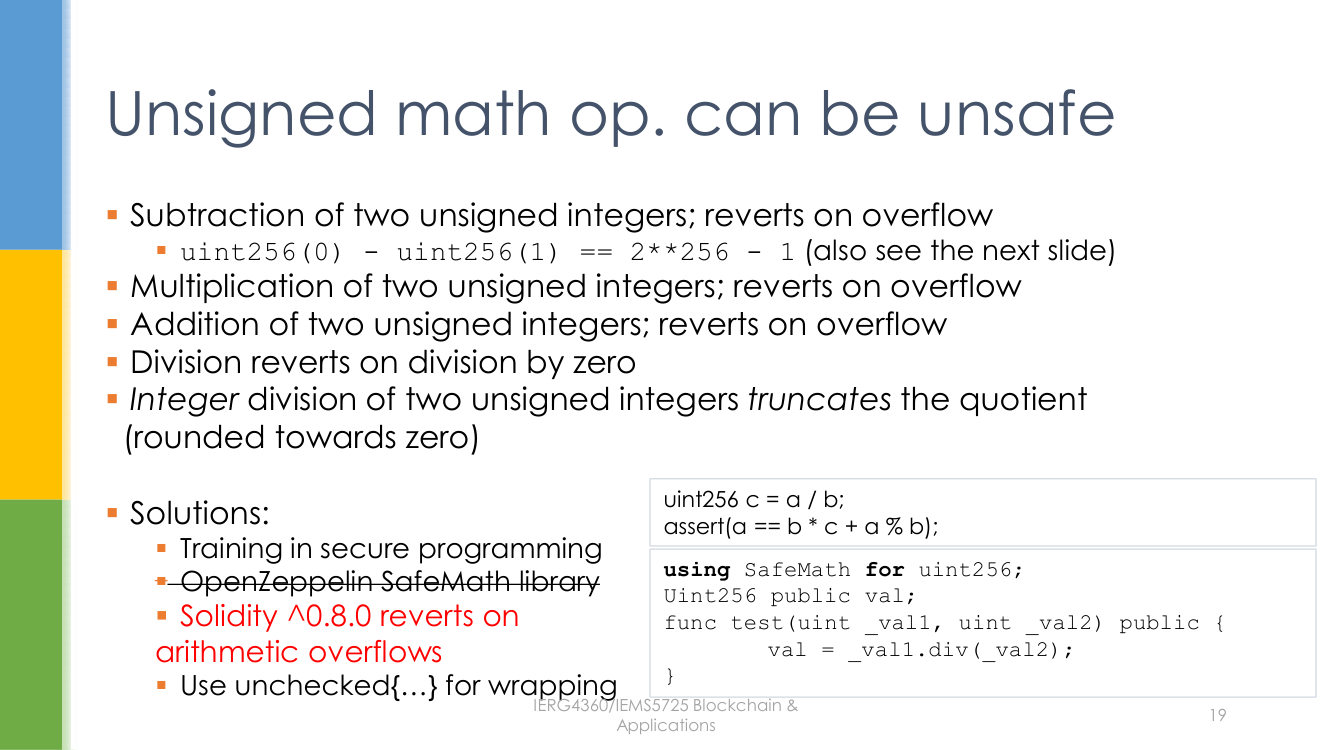 Unsigned math op. can be unsafe
▪ Subtraction of two unsigned integers; reverts on overflow
▪ uint256(0) - uint256(1) == 2**256 - 1 (also see the next slide)
▪ Multiplication of two unsigned integers; reverts on overflow
▪ Addition of two unsigned integers; reverts on overflow
▪ Division reverts on division by zero
▪ Integer division of two unsigned integers truncates the quotient
(rounded towards zero)
▪ Solutions:
▪ Training in secure programming
▪ OpenZeppelin SafeMath library
▪ Solidity ^0.8.0 reverts on
arithmetic overflows
▪ Use unchecked{…} for wrapping
uint256 c = a / b;
assert(a == b * c + a % b);
using SafeMath for uint256;
Uint256 public val;
func test(uint _val1, uint _val2) public {
val = _val1.div(_val2);
}
IERG4360/IEMS5725 Blockchain &
Applications
19